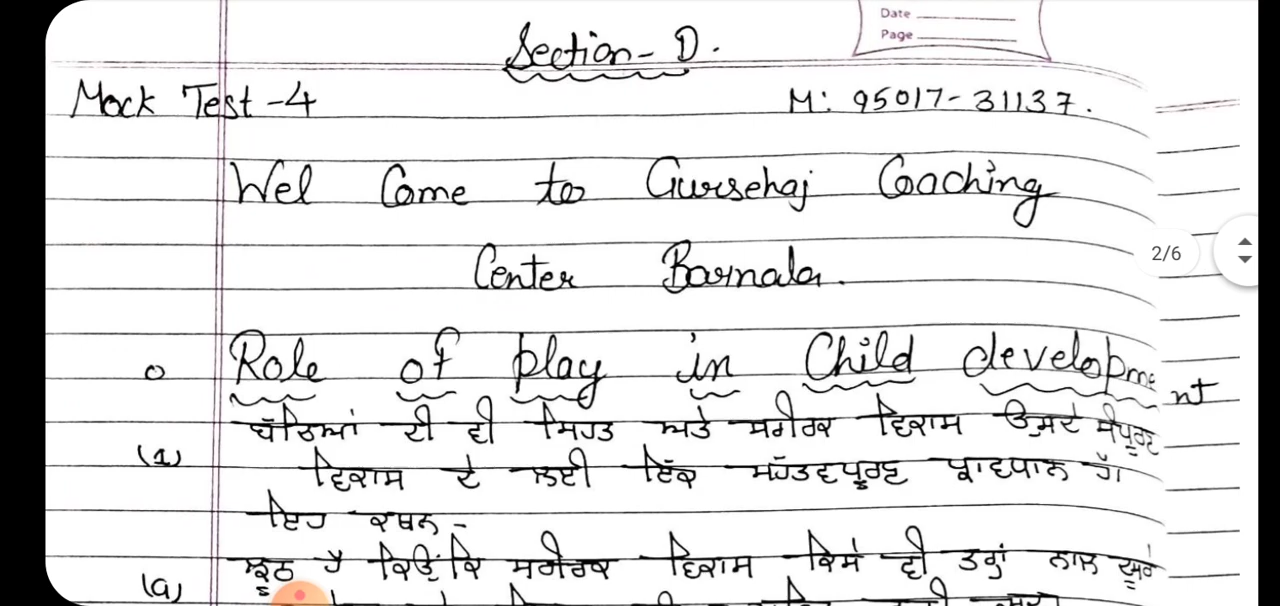 Date
Page
Section - D.
Mock Test -4
M: 95017-31137.
Wel Come to Gursehaj Coaching
Center Barnala.
2/6
o Role of play in Child development
(1) ਬੱਚਿਆਂ ਦੀ ਵੀ ਸਿਹਤ ਅਤੇ ਸਰੀਰਕ ਵਿਕਾਸ ਉਸਦੇ ਸੰਪੂਰਣ
ਵਿਕਾਸ ਦੇ ਲਈ ਇੱਕ ਮਹੱਤਵਪੂਰਣ ਪ੍ਰਾਵਧਾਨ ਹੈ।
ਇਹ ਕਥਨ -
(a) ਝੂਠ ਹੈ ਕਿਉਂਕਿ ਸਰੀਰਕ ਵਿਕਾਸ ਕਿਸੇ ਵੀ ਤਰ੍ਹਾਂ ਨਾਲ ਦੂਸਰੇ